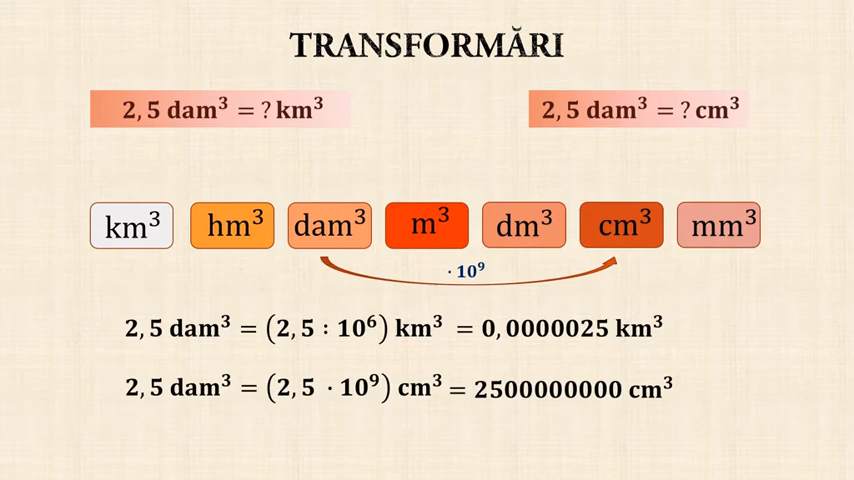 TRANSFORMĂRI
2,5 dam³ = ? km³
2,5 dam³ = ? cm³
km³ hm³ dam³ m³ dm³ cm³ mm³
· 10⁹
2,5 dam³ = (2,5 : 10⁶) km³ = 0,0000025 km³
2,5 dam³ = (2,5 · 10⁹) cm³ = 2500000000 cm³